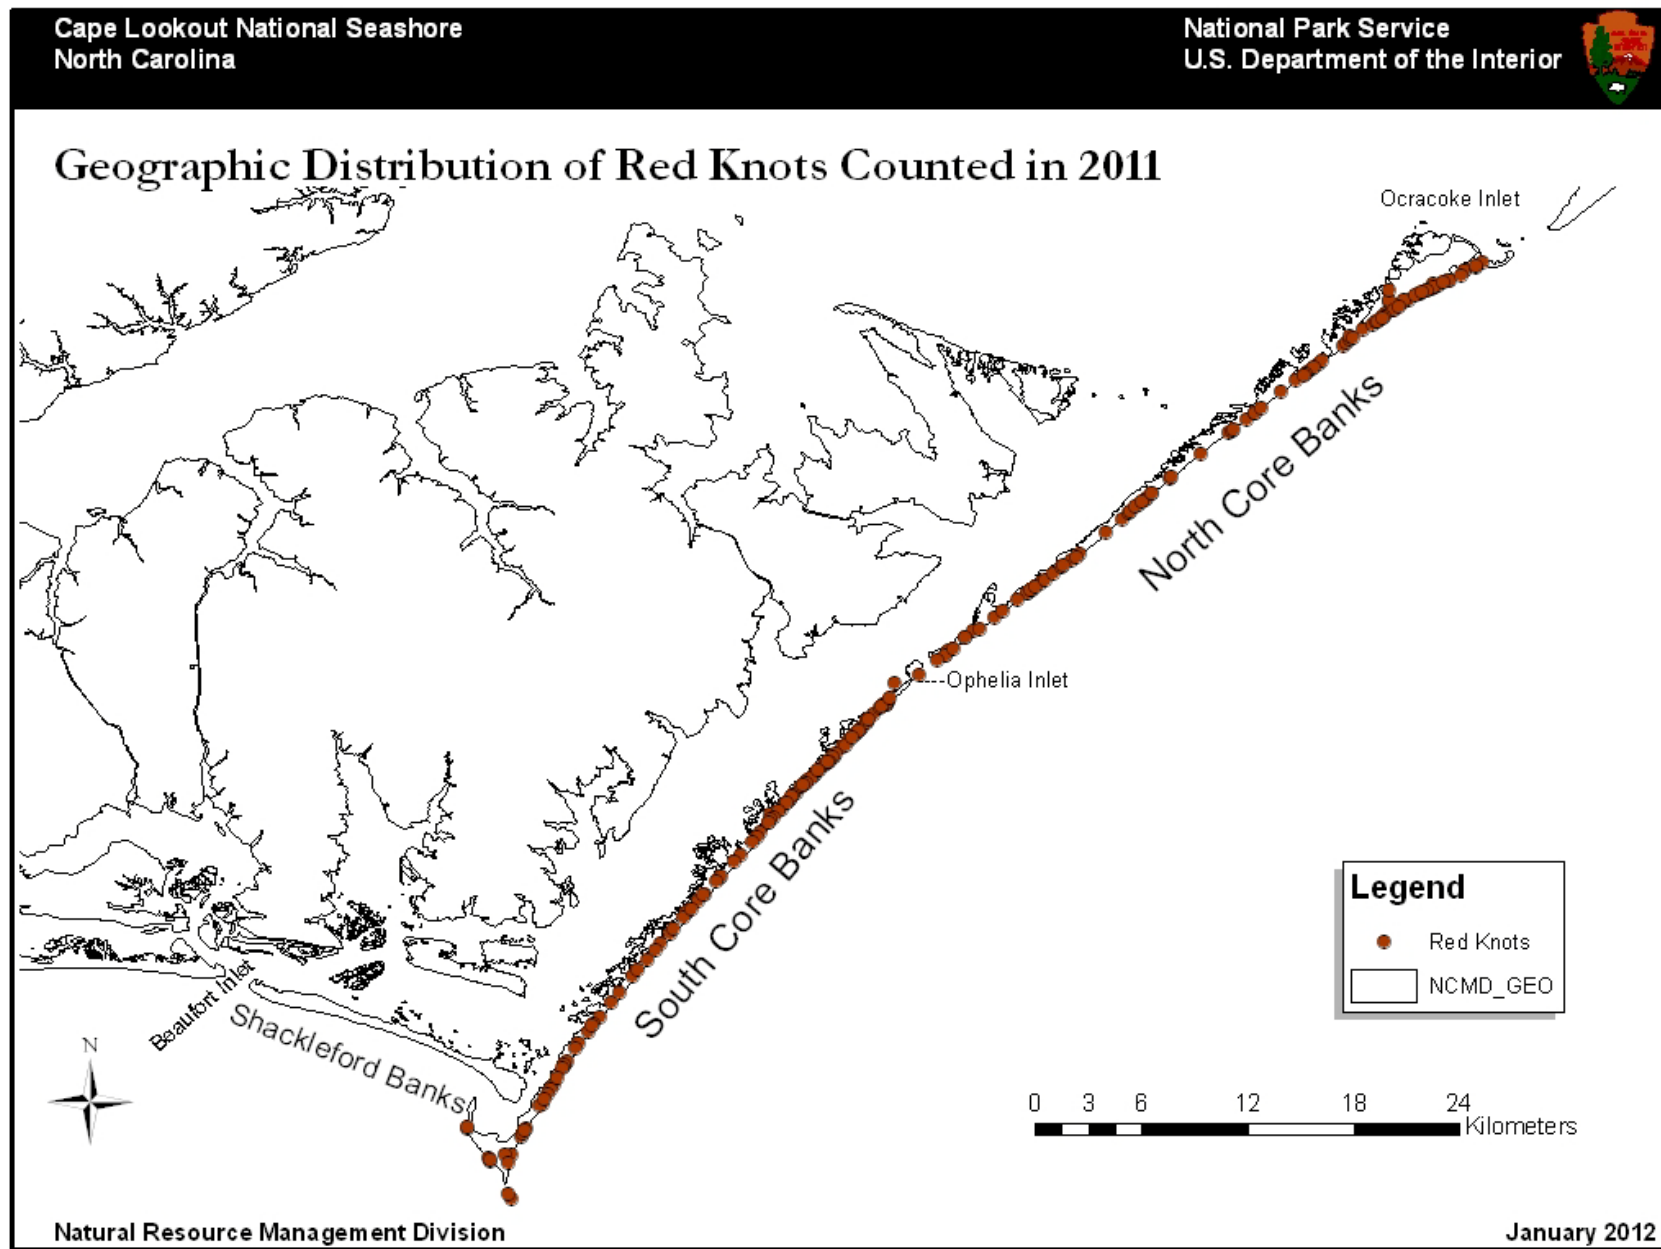 Cape Lookout National Seashore
North Carolina
National Park Service
U.S. Department of the Interior
Geographic Distribution of Red Knots Counted in 2011
Ocracoke Inlet
North Core Banks
Ophelia Inlet
South Core Banks
Beaufort Inlet
Shackleford Banks
N
Legend
Red Knots
NCMD_GEO
0 3 6 12 18 24
Kilometers
Natural Resource Management Division
January 2012